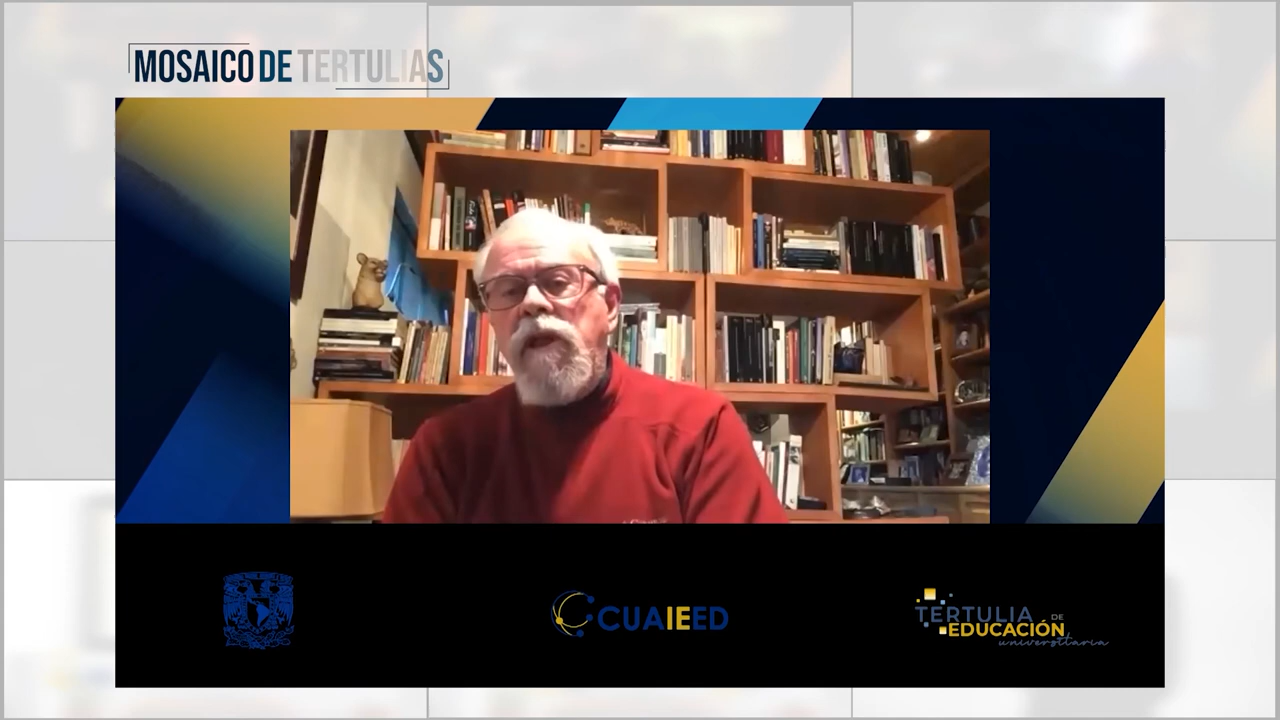 MOSAICO DE TERTULIAS
CUAIEED
TERTULIA DE
EDUCACIÓN
universitaria